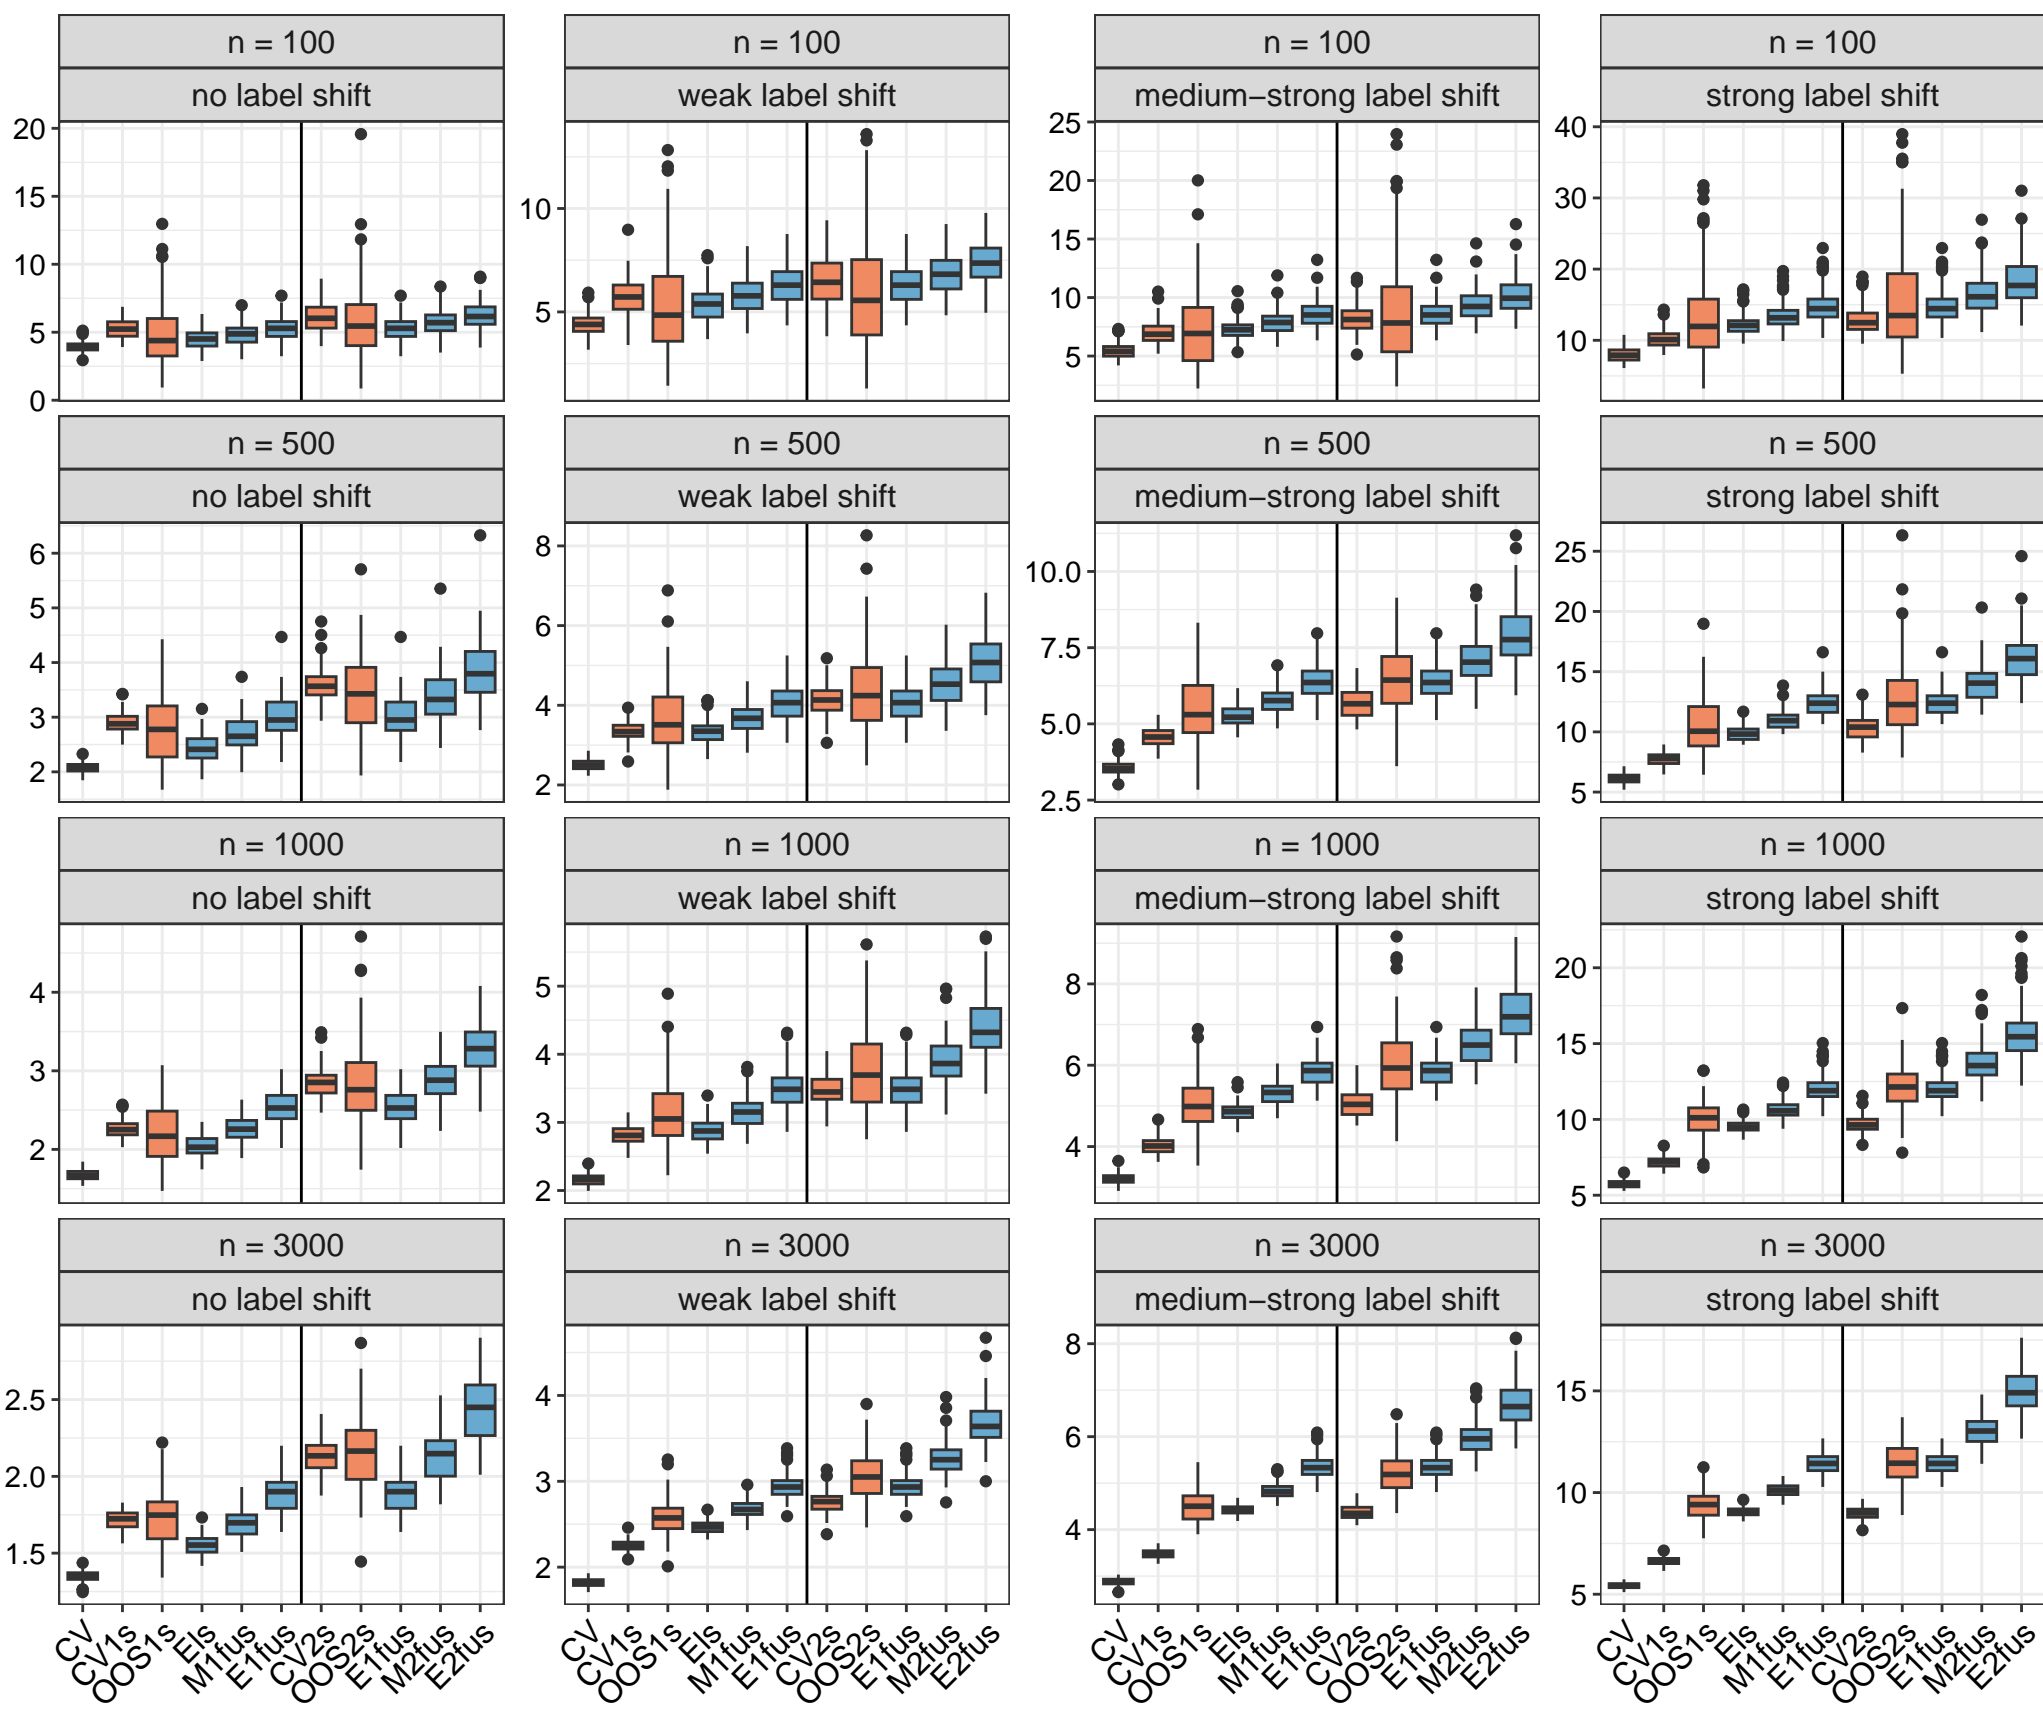 n = 100
no label shift
20
15
10
5
0
n = 100
weak label shift
10
5
n = 100
medium−strong label shift
25
20
15
10
5
n = 100
strong label shift
40
30
20
10
n = 500
no label shift
6
5
4
3
2
n = 500
weak label shift
8
6
4
2
n = 500
medium−strong label shift
10.0
7.5
5.0
2.5
n = 500
strong label shift
25
20
15
10
5
n = 1000
no label shift
4
3
2
n = 1000
weak label shift
5
4
3
2
n = 1000
medium−strong label shift
8
6
4
n = 1000
strong label shift
20
15
10
5
n = 3000
no label shift
2.5
2.0
1.5
CV
CV1s
OOS1s
EIs
M1fus
E1fus
CV2s
OOS2s
E1fus
M2fus
E2fus
n = 3000
weak label shift
4
3
2
CV
CV1s
OOS1s
EIs
M1fus
E1fus
CV2s
OOS2s
E1fus
M2fus
E2fus
n = 3000
medium−strong label shift
8
6
4
CV
CV1s
OOS1s
EIs
M1fus
E1fus
CV2s
OOS2s
E1fus
M2fus
E2fus
n = 3000
strong label shift
15
10
5
CV
CV1s
OOS1s
EIs
M1fus
E1fus
CV2s
OOS2s
E1fus
M2fus
E2fus